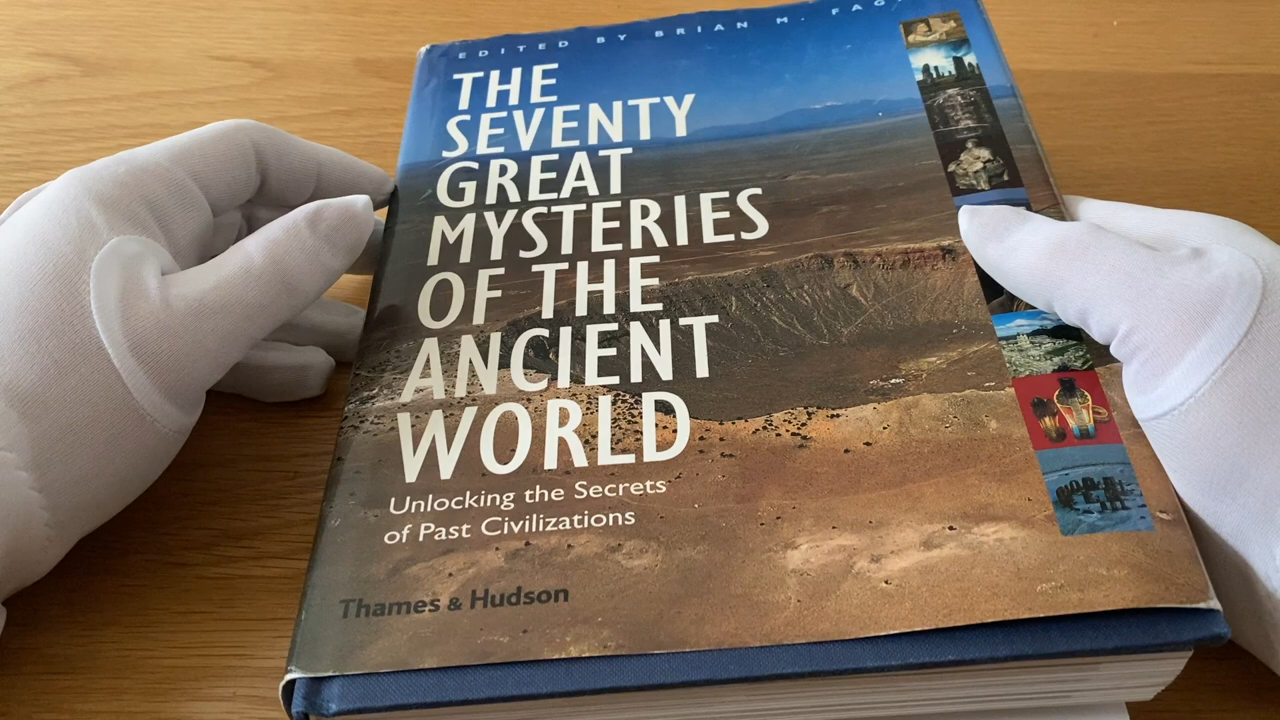 EDITED BY BRIAN M. FAG
THE
SEVENTY
GREAT
MYSTERIES
OF THE
ANCIENT
WORLD
Unlocking the Secrets
of Past Civilizations
Thames & Hudson